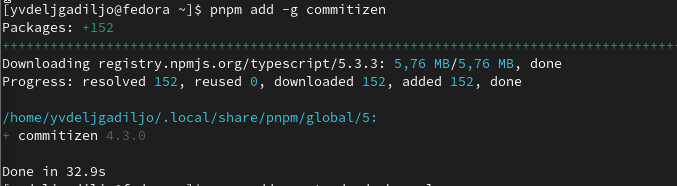 [yvdeljgadiljo@fedora ~]$ pnpm add -g commitizen
Packages: +152
++++++++++++++++++++++++++++++++++++++++++++++++++++++++++++++++++++++++++++++++++++
Downloading registry.npmjs.org/typescript/5.3.3: 5,76 MB/5,76 MB, done
Progress: resolved 152, reused 0, downloaded 152, added 152, done
/home/yvdeljgadiljo/.local/share/pnpm/global/5:
+ commitizen 4.3.0
Done in 32.9s